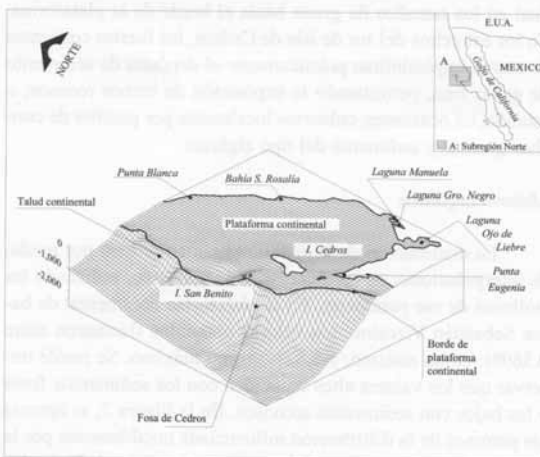 NORTE
E.U.A.
A
MEXICO
Golfo de California
A: Subregión Norte
Punta Blanca
Bahía S. Rosalía
Laguna Manuela
Laguna Gro. Negro
Talud continental
Plataforma continental
Laguna
Ojo de
Liebre
0
-1,000
-3,000
I. Cedros
I. San Benito
Punta
Eugenia
Borde de
plataforma
continental
Fosa de Cedros